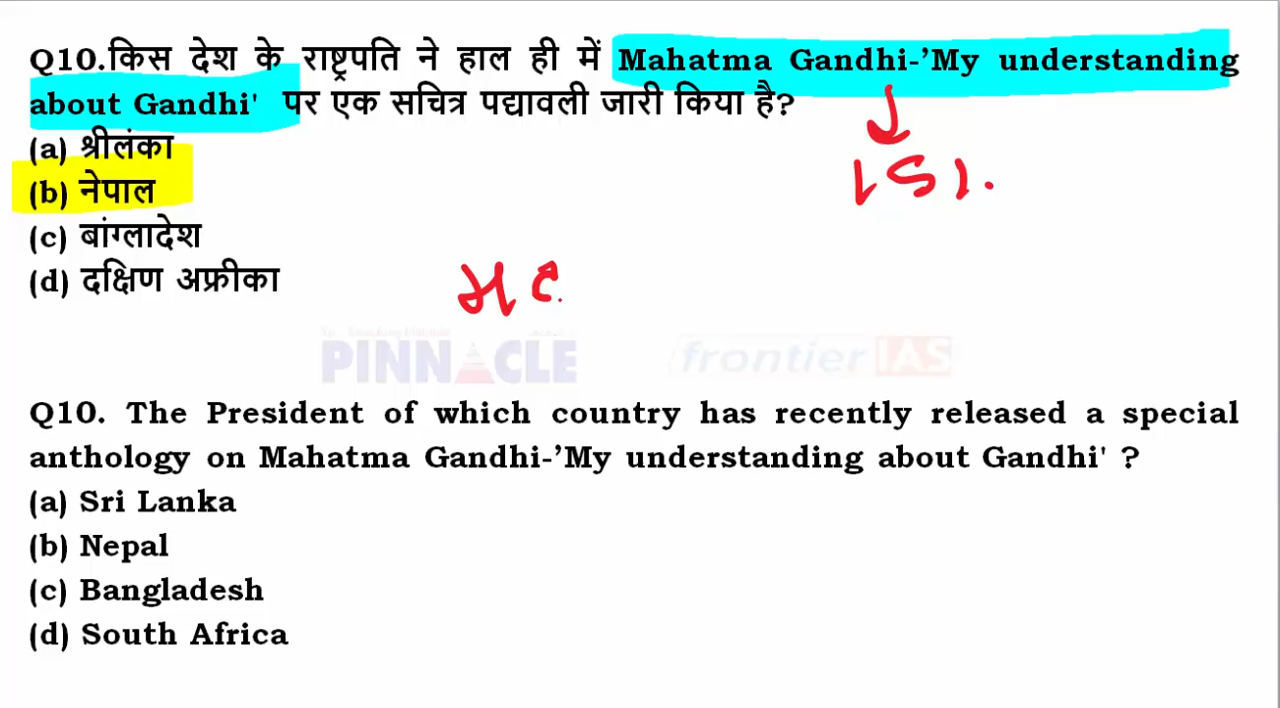 Q10.किस देश के राष्ट्रपति ने हाल ही में Mahatma Gandhi-’My understanding
about Gandhi' पर एक सचित्र पद्यावली जारी किया है?
(a) श्रीलंका
(b) नेपाल
(c) बांग्लादेश
(d) दक्षिण अफ्रीका
151.
PINNACLE frontier IAS
Q10. The President of which country has recently released a special
anthology on Mahatma Gandhi-’My understanding about Gandhi' ?
(a) Sri Lanka
(b) Nepal
(c) Bangladesh
(d) South Africa